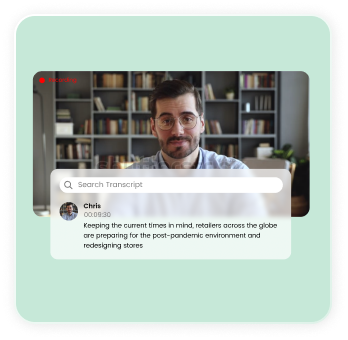 Search Transcript
Chris
00:09:30
Keeping the current times in mind, retailers across the globe
are preparing for the post-pandemic environment and
redesigning stores